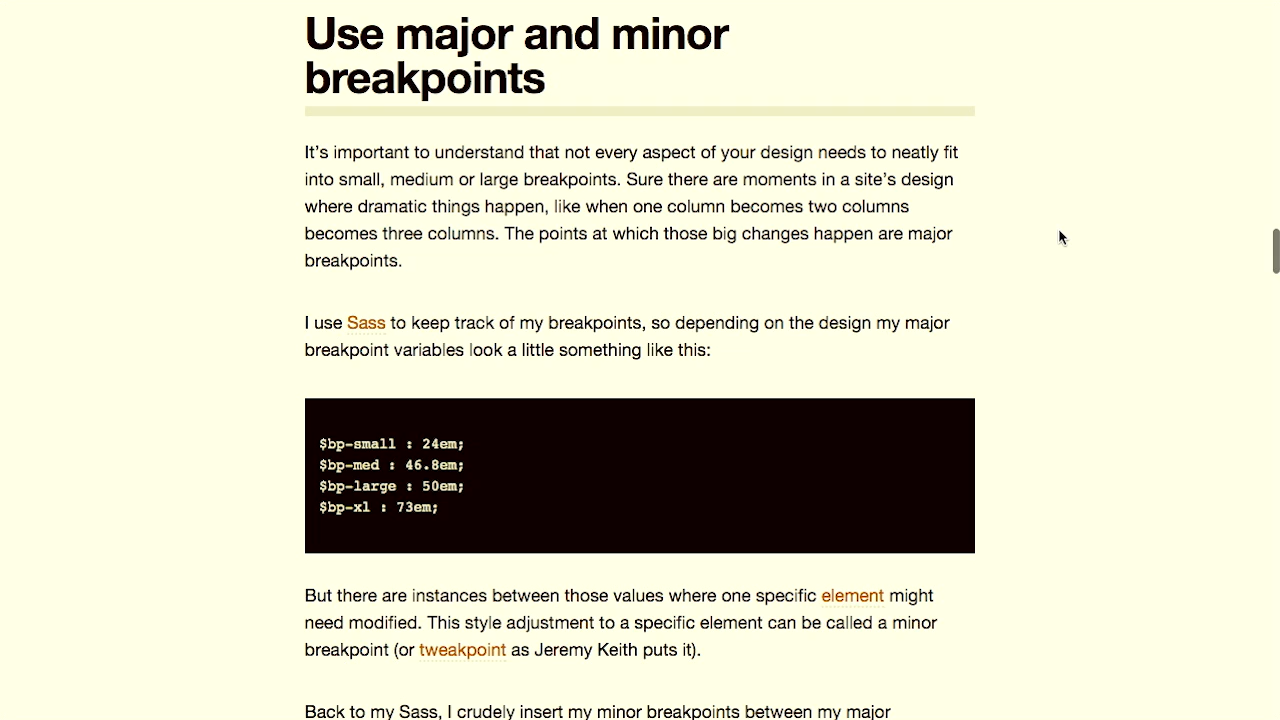 Use major and minor
breakpoints
It’s important to understand that not every aspect of your design needs to neatly fit
into small, medium or large breakpoints. Sure there are moments in a site’s design
where dramatic things happen, like when one column becomes two columns
becomes three columns. The points at which those big changes happen are major
breakpoints.
I use Sass to keep track of my breakpoints, so depending on the design my major
breakpoint variables look a little something like this:
$bp-small : 24em;
$bp-med : 46.8em;
$bp-large : 50em;
$bp-xl : 73em;
But there are instances between those values where one specific element might
need modified. This style adjustment to a specific element can be called a minor
breakpoint (or tweakpoint as Jeremy Keith puts it).
Back to my Sass, I crudely insert my minor breakpoints between my major